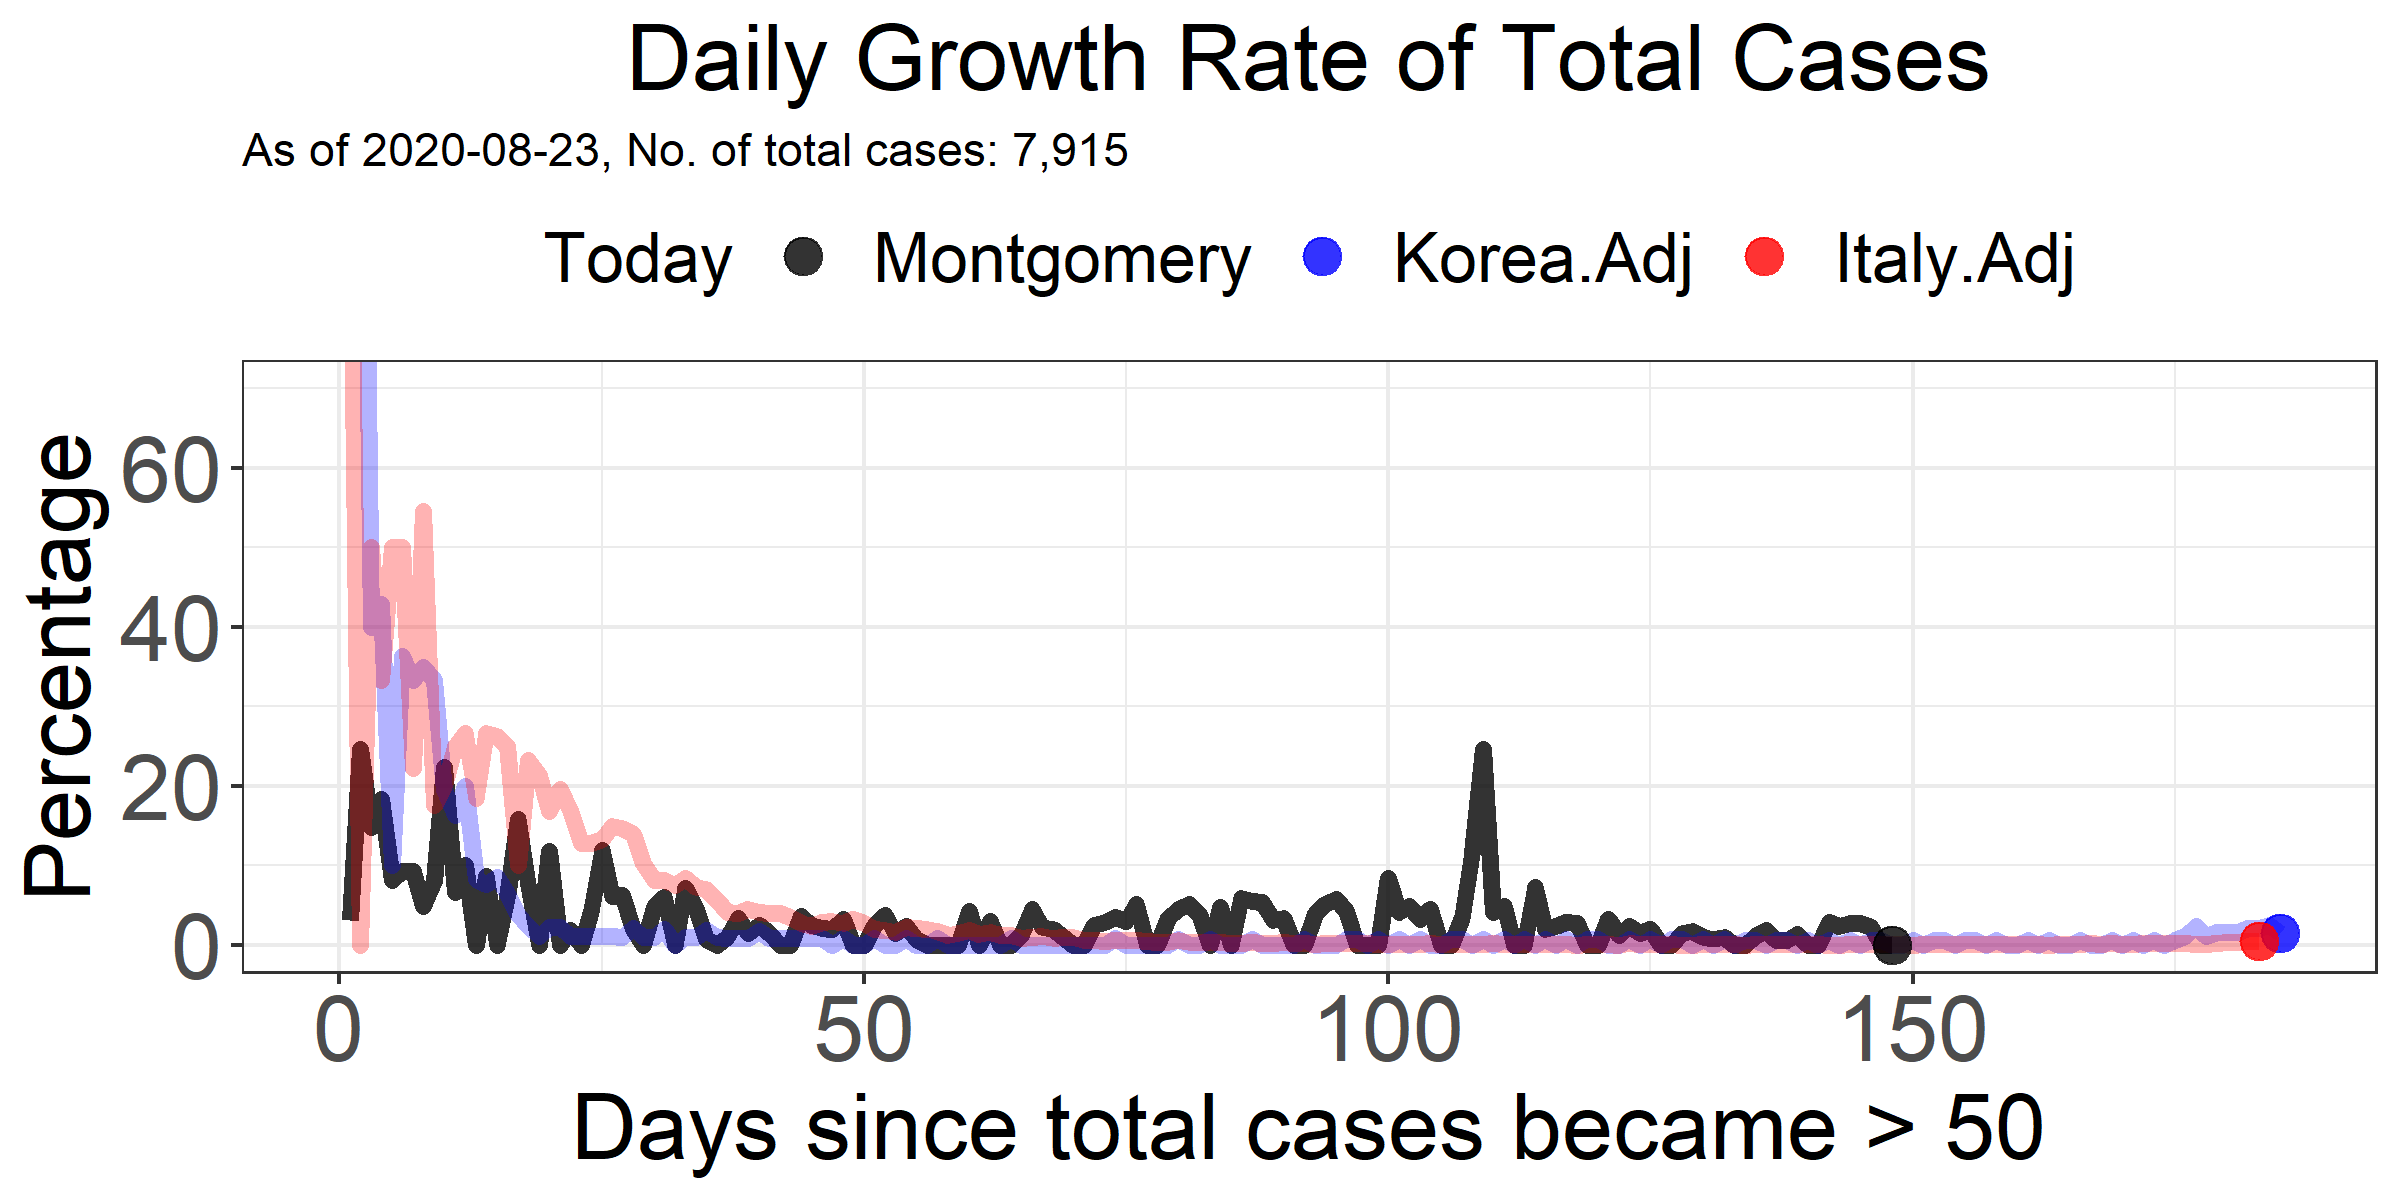 Daily Growth Rate of Total Cases
As of 2020-08-23, No. of total cases: 7,915
Today Montgomery Korea.Adj Italy.Adj
Percentage
60
40
20
0
0 50 100 150
Days since total cases became > 50